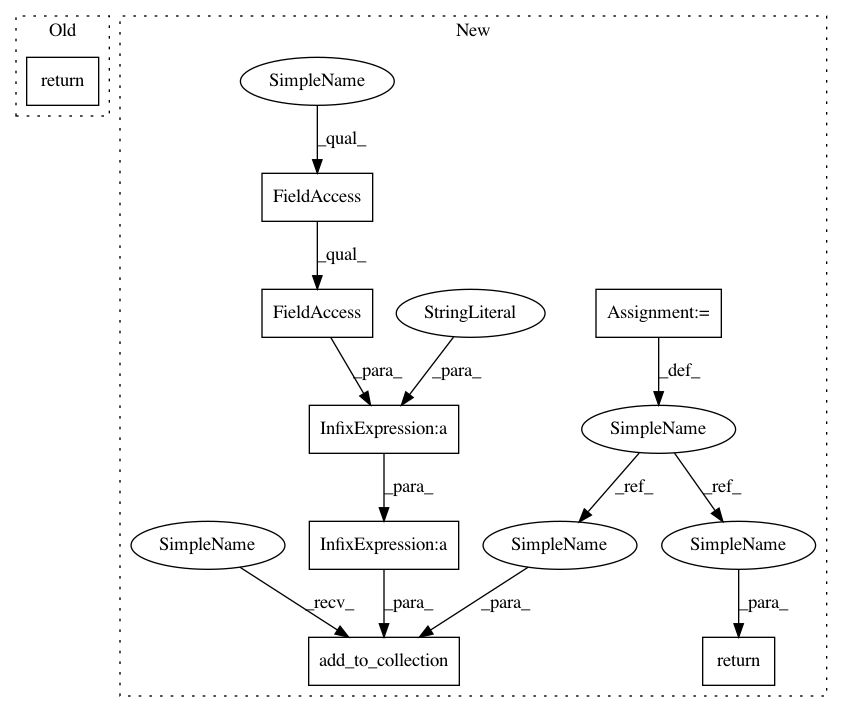 Old
New
return
SimpleName
_qual_
FieldAccess
_qual_
FieldAccess
StringLiteral
Assignment:=
_para_
_para_
_def_
InfixExpression:a
SimpleName
_para_
_ref_
_ref_
SimpleName
InfixExpression:a
SimpleName
SimpleName
_recv_
_para_
_para_
_para_
add_to_collection
return